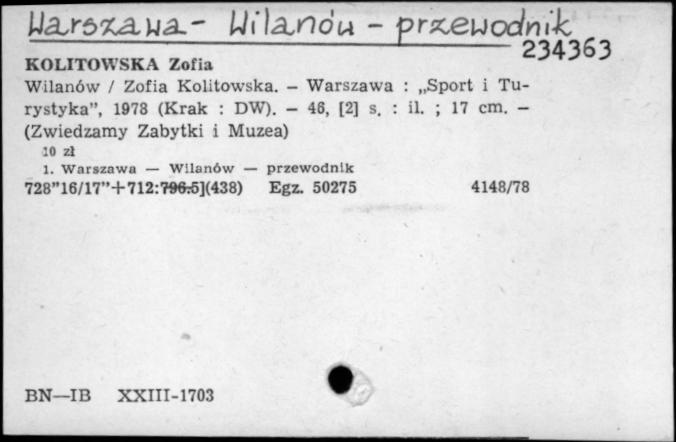 Warszawa - Wilanów - przewodnik
234363
KOLITOWSKA Zofia
Wilanów / Zofia Kolitowska. — Warszawa : „Sport i Tu-
rystyka”, 1978 (Krak : DW). — 46, [2] s. : il. ; 17 cm. —
(Zwiedzamy Zabytki i Muzea)
10 zł
1. Warszawa — Wilanów — przewodnik
728”16/17”+712:796.5](438) Egz. 50275 4148/78
BN—IB XXIII-1703